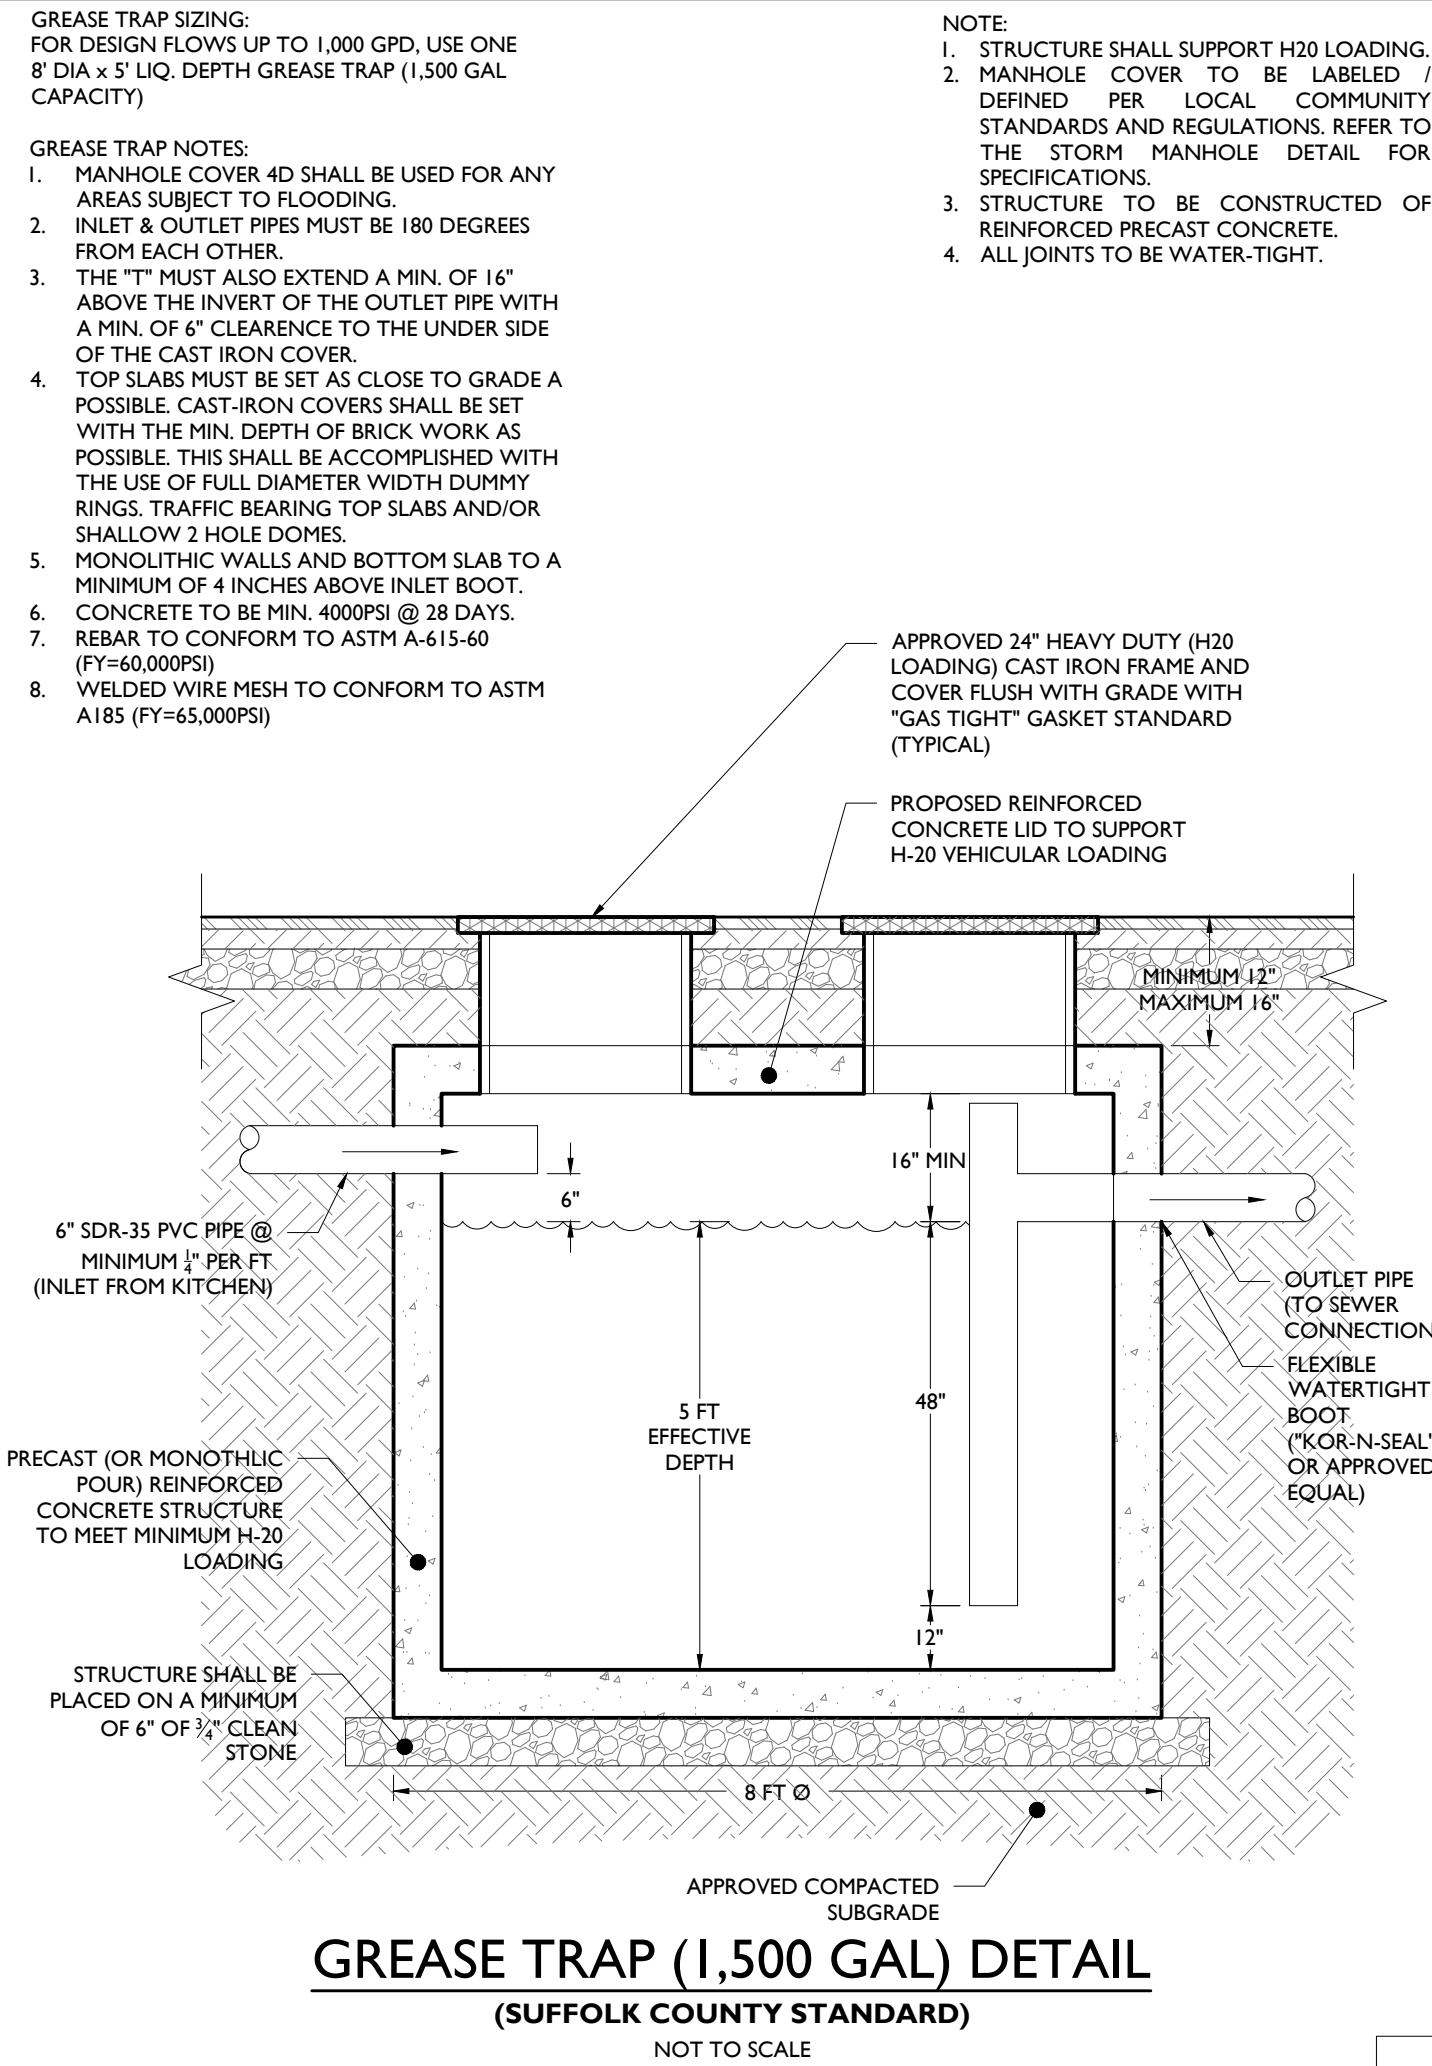 GREASE TRAP SIZING:
FOR DESIGN FLOWS UP TO 1,000 GPD, USE ONE
8' DIA x 5' LIQ. DEPTH GREASE TRAP (1,500 GAL
CAPACITY)
GREASE TRAP NOTES:
1. MANHOLE COVER 4D SHALL BE USED FOR ANY
AREAS SUBJECT TO FLOODING.
2. INLET & OUTLET PIPES MUST BE 180 DEGREES
FROM EACH OTHER.
3. THE "T" MUST ALSO EXTEND A MIN. OF 16"
ABOVE THE INVERT OF THE OUTLET PIPE WITH
A MIN. OF 6" CLEARENCE TO THE UNDER SIDE
OF THE CAST IRON COVER.
4. TOP SLABS MUST BE SET AS CLOSE TO GRADE A
POSSIBLE. CAST-IRON COVERS SHALL BE SET
WITH THE MIN. DEPTH OF BRICK WORK AS
POSSIBLE. THIS SHALL BE ACCOMPLISHED WITH
THE USE OF FULL DIAMETER WIDTH DUMMY
RINGS. TRAFFIC BEARING TOP SLABS AND/OR
SHALLOW 2 HOLE DOMES.
5. MONOLITHIC WALLS AND BOTTOM SLAB TO A
MINIMUM OF 4 INCHES ABOVE INLET BOOT.
6. CONCRETE TO BE MIN. 4000PSI @ 28 DAYS.
7. REBAR TO CONFORM TO ASTM A-615-60
(FY=60,000PSI)
8. WELDED WIRE MESH TO CONFORM TO ASTM
A185 (FY=65,000PSI)
NOTE:
1. STRUCTURE SHALL SUPPORT H20 LOADING.
2. MANHOLE COVER TO BE LABELED /
DEFINED PER LOCAL COMMUNITY
STANDARDS AND REGULATIONS. REFER TO
THE STORM MANHOLE DETAIL FOR
SPECIFICATIONS.
3. STRUCTURE TO BE CONSTRUCTED OF
REINFORCED PRECAST CONCRETE.
4. ALL JOINTS TO BE WATER-TIGHT.
APPROVED 24" HEAVY DUTY (H20
LOADING) CAST IRON FRAME AND
COVER FLUSH WITH GRADE WITH
"GAS TIGHT" GASKET STANDARD
(TYPICAL)
PROPOSED REINFORCED
CONCRETE LID TO SUPPORT
H-20 VEHICULAR LOADING
MINIMUM 12"
MAXIMUM 16"
16" MIN
6"
6" SDR-35 PVC PIPE @
MINIMUM ¼" PER FT
(INLET FROM KITCHEN)
OUTLET PIPE
(TO SEWER
CONNECTION
FLEXIBLE
WATERTIGHT
BOOT
("KOR-N-SEAL"
OR APPROVED
EQUAL)
5 FT
EFFECTIVE
DEPTH
48"
PRECAST (OR MONOTHLIC
POUR) REINFORCED
CONCRETE STRUCTURE
TO MEET MINIMUM H-20
LOADING
12"
STRUCTURE SHALL BE
PLACED ON A MINIMUM
OF 6" OF ¾" CLEAN
STONE
8 FT Ø
APPROVED COMPACTED
SUBGRADE
GREASE TRAP (1,500 GAL) DETAIL
(SUFFOLK COUNTY STANDARD)
NOT TO SCALE